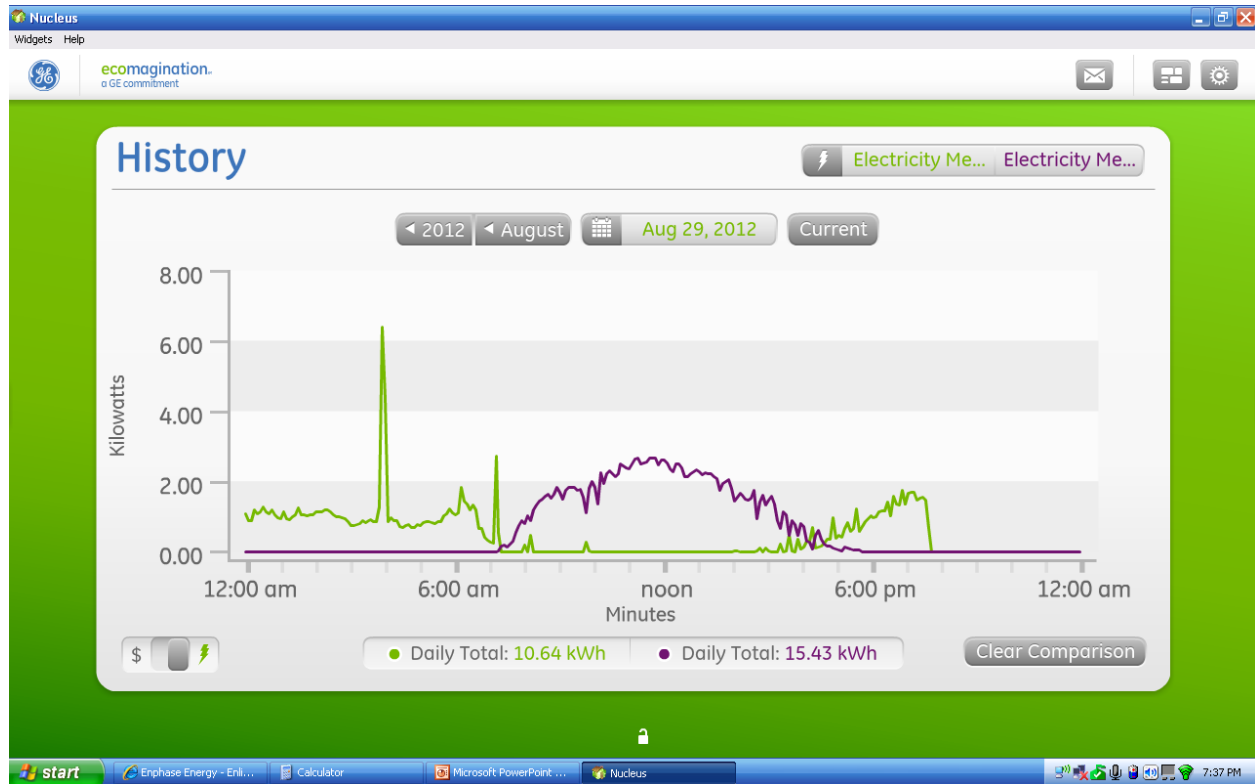 Nucleus
Widgets Help
ecomagination
a GE commitment
History
Electricity Me... Electricity Me...
2012 August Aug 29, 2012 Current
8.00
6.00
4.00
2.00
0.00
Kilowatts
12:00 am 6:00 am noon 6:00 pm 12:00 am
Minutes
$ Daily Total: 10.64 kWh Daily Total: 15.43 kWh Clear Comparison
start Enphase Energy - Enli... Calculator Microsoft PowerPoint ... Nucleus 7:37 PM